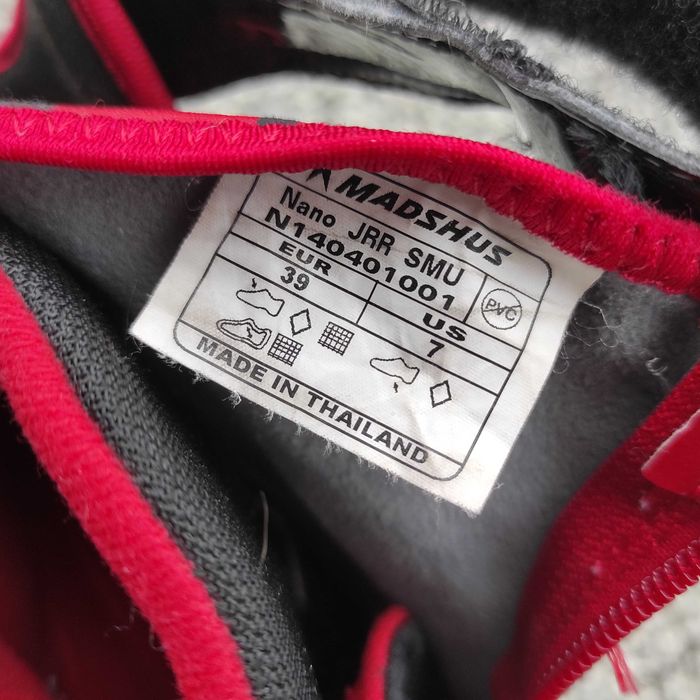 MADSHUS
Nano JRR SMU
N140401001
EUR US PVC
39 7
MADE IN THAILAND